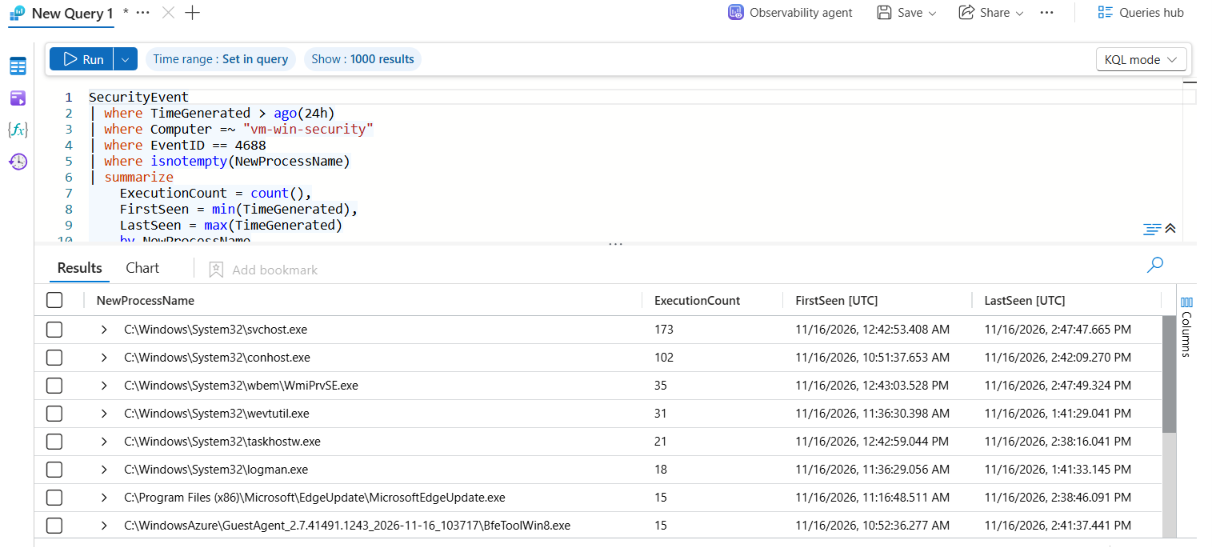 New Query 1 * ··· × +
Observability agent Save Share ··· Queries hub
Run Time range : Set in query Show : 1000 results KQL mode
1 SecurityEvent
2 | where TimeGenerated > ago(24h)
3 | where Computer =~ "vm-win-security"
4 | where EventID == 4688
5 | where isnotempty(NewProcessName)
6 | summarize
7 ExecutionCount = count(),
8 FirstSeen = min(TimeGenerated),
9 LastSeen = max(TimeGenerated)
10 by NewProcessName
Results Chart Add bookmark
NewProcessName ExecutionCount FirstSeen [UTC] LastSeen [UTC]
C:\Windows\System32\svchost.exe 173 11/16/2026, 12:42:53.408 AM 11/16/2026, 2:47:47.665 PM
C:\Windows\System32\conhost.exe 102 11/16/2026, 10:51:37.653 AM 11/16/2026, 2:42:09.270 PM
C:\Windows\System32\wbem\WmiPrvSE.exe 35 11/16/2026, 12:43:03.528 PM 11/16/2026, 2:47:49.324 PM
C:\Windows\System32\wevtutil.exe 31 11/16/2026, 11:36:30.398 AM 11/16/2026, 1:41:29.041 PM
C:\Windows\System32\taskhostw.exe 21 11/16/2026, 12:42:59.044 PM 11/16/2026, 2:38:16.041 PM
C:\Windows\System32\logman.exe 18 11/16/2026, 11:36:29.056 AM 11/16/2026, 1:41:33.145 PM
C:\Program Files (x86)\Microsoft\EdgeUpdate\MicrosoftEdgeUpdate.exe 15 11/16/2026, 11:16:48.511 AM 11/16/2026, 2:38:46.091 PM
C:\WindowsAzure\GuestAgent_2.7.41491.1243_2026-11-16_103717\BfeToolWin8.exe 15 11/16/2026, 10:52:36.277 AM 11/16/2026, 2:41:37.441 PM
Columns